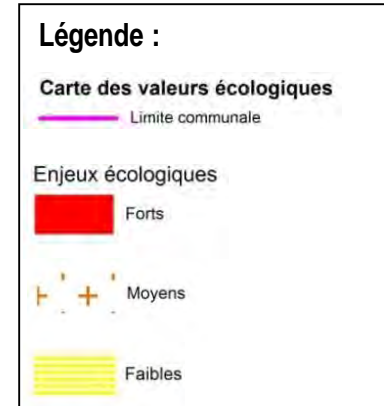 Légende :
Carte des valeurs écologiques
Limite communale
Enjeux écologiques
Forts
Moyens
Faibles